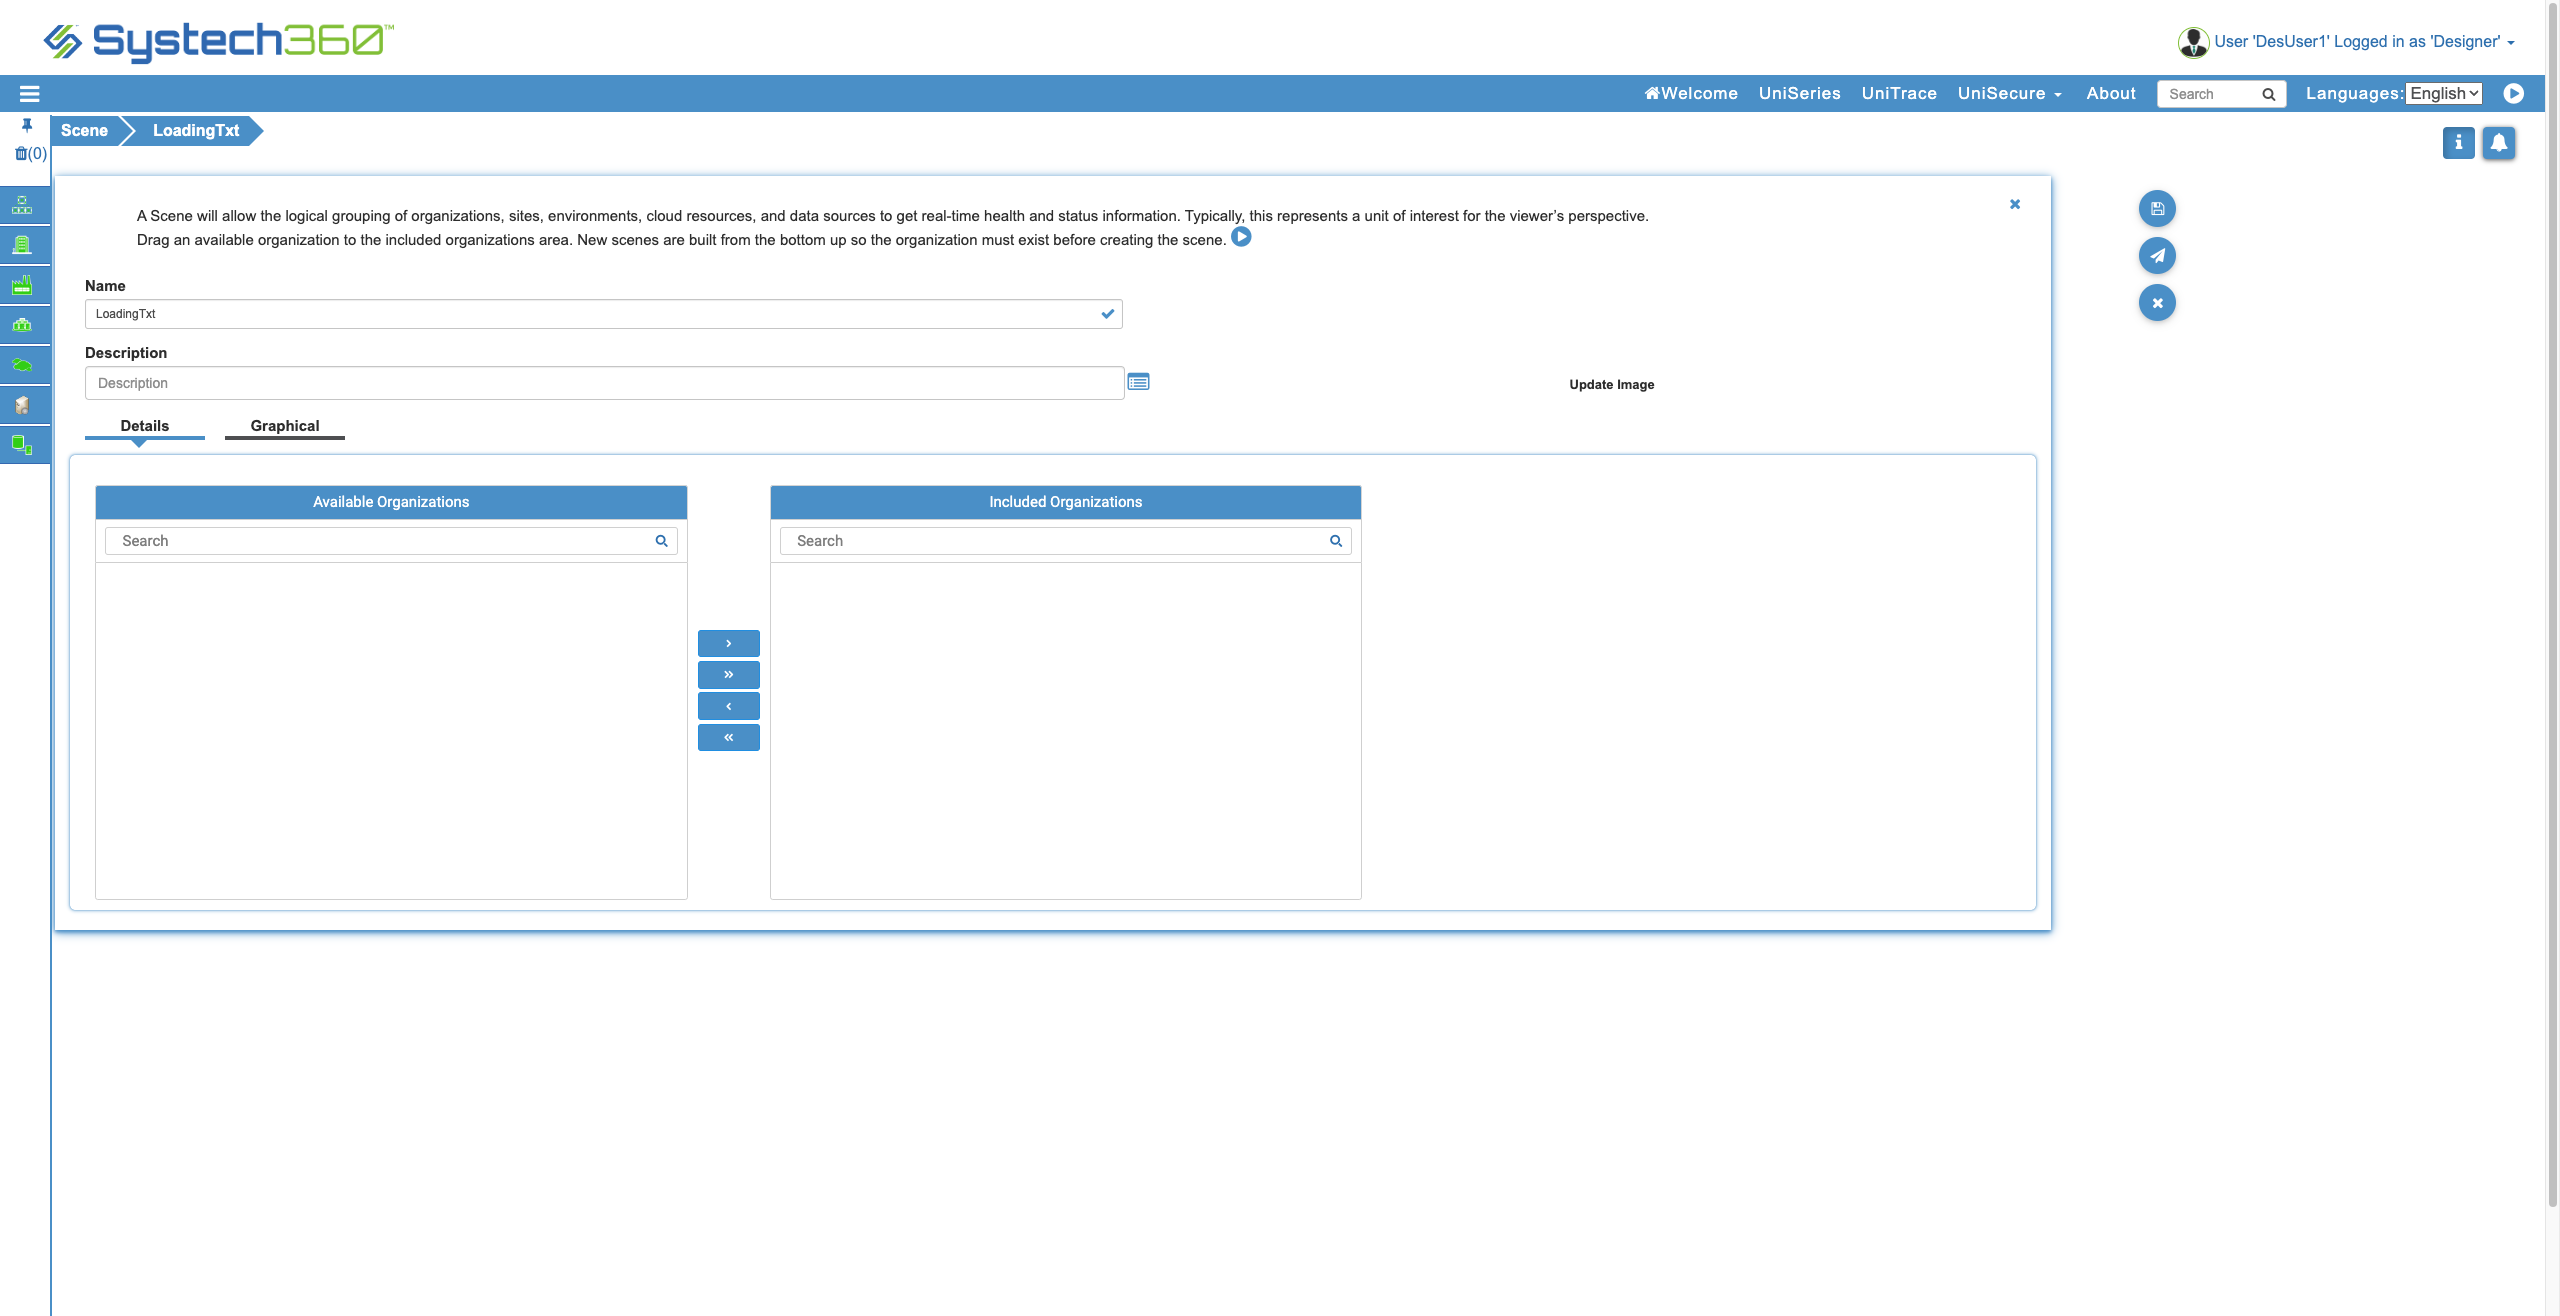 Systech360™
User 'DesUser1' Logged in as 'Designer'
Welcome UniSeries UniTrace UniSecure About Search Languages: English
(0)
Scene LoadingTxt
A Scene will allow the logical grouping of organizations, sites, environments, cloud resources, and data sources to get real-time health and status information. Typically, this represents a unit of interest for the viewer’s perspective.
Drag an available organization to the included organizations area. New scenes are built from the bottom up so the organization must exist before creating the scene.
Name
LoadingTxt
Description
Description
Update Image
Details Graphical
Available Organizations
Search
Included Organizations
Search